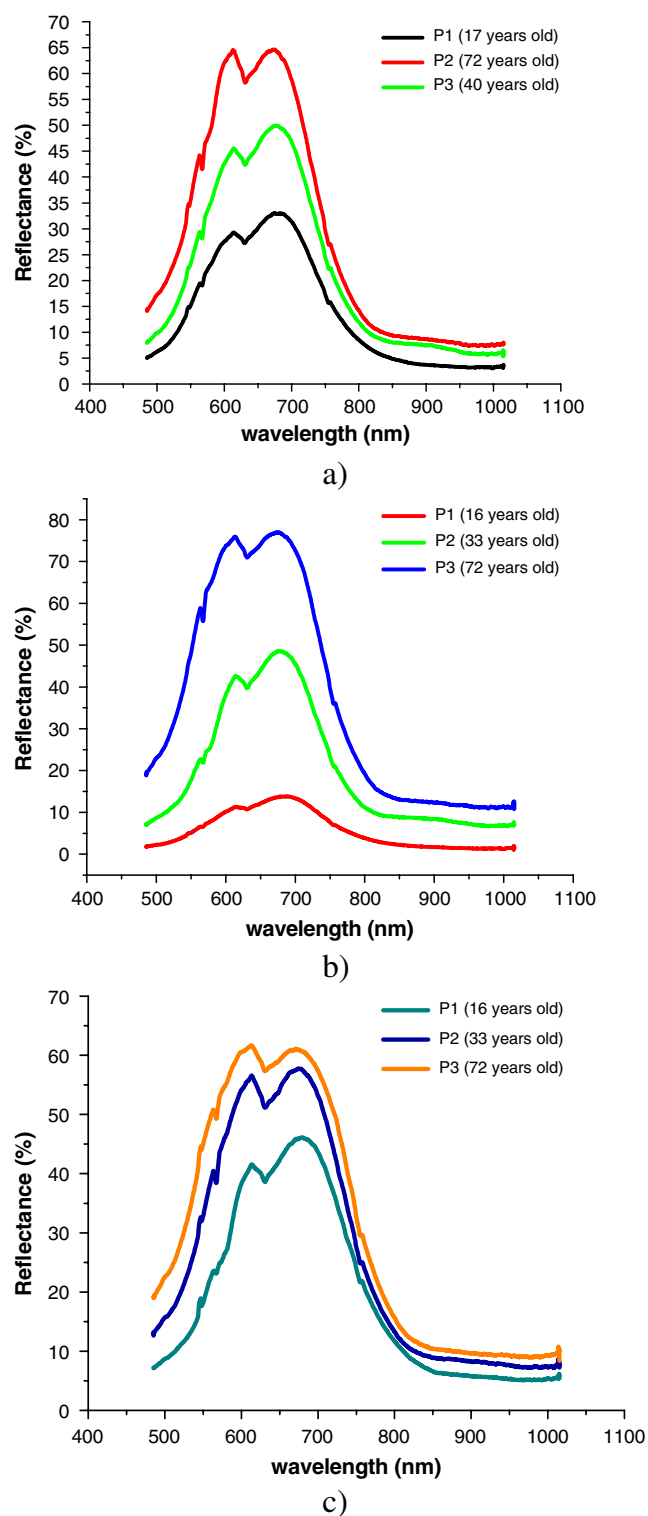 70
65
60
55
50
45
40
35
30
25
20
15
10
5
0
Reflectance (%)
P1 (17 years old)
P2 (72 years old)
P3 (40 years old)
400 500 600 700 800 900 1000 1100
wavelength (nm)
a)
80
70
60
50
40
30
20
10
0
Reflectance (%)
P1 (16 years old)
P2 (33 years old)
P3 (72 years old)
400 500 600 700 800 900 1000 1100
wavelength (nm)
b)
70
60
50
40
30
20
10
0
Reflectance (%)
P1 (16 years old)
P2 (33 years old)
P3 (72 years old)
400 500 600 700 800 900 1000 1100
wavelength (nm)
c)